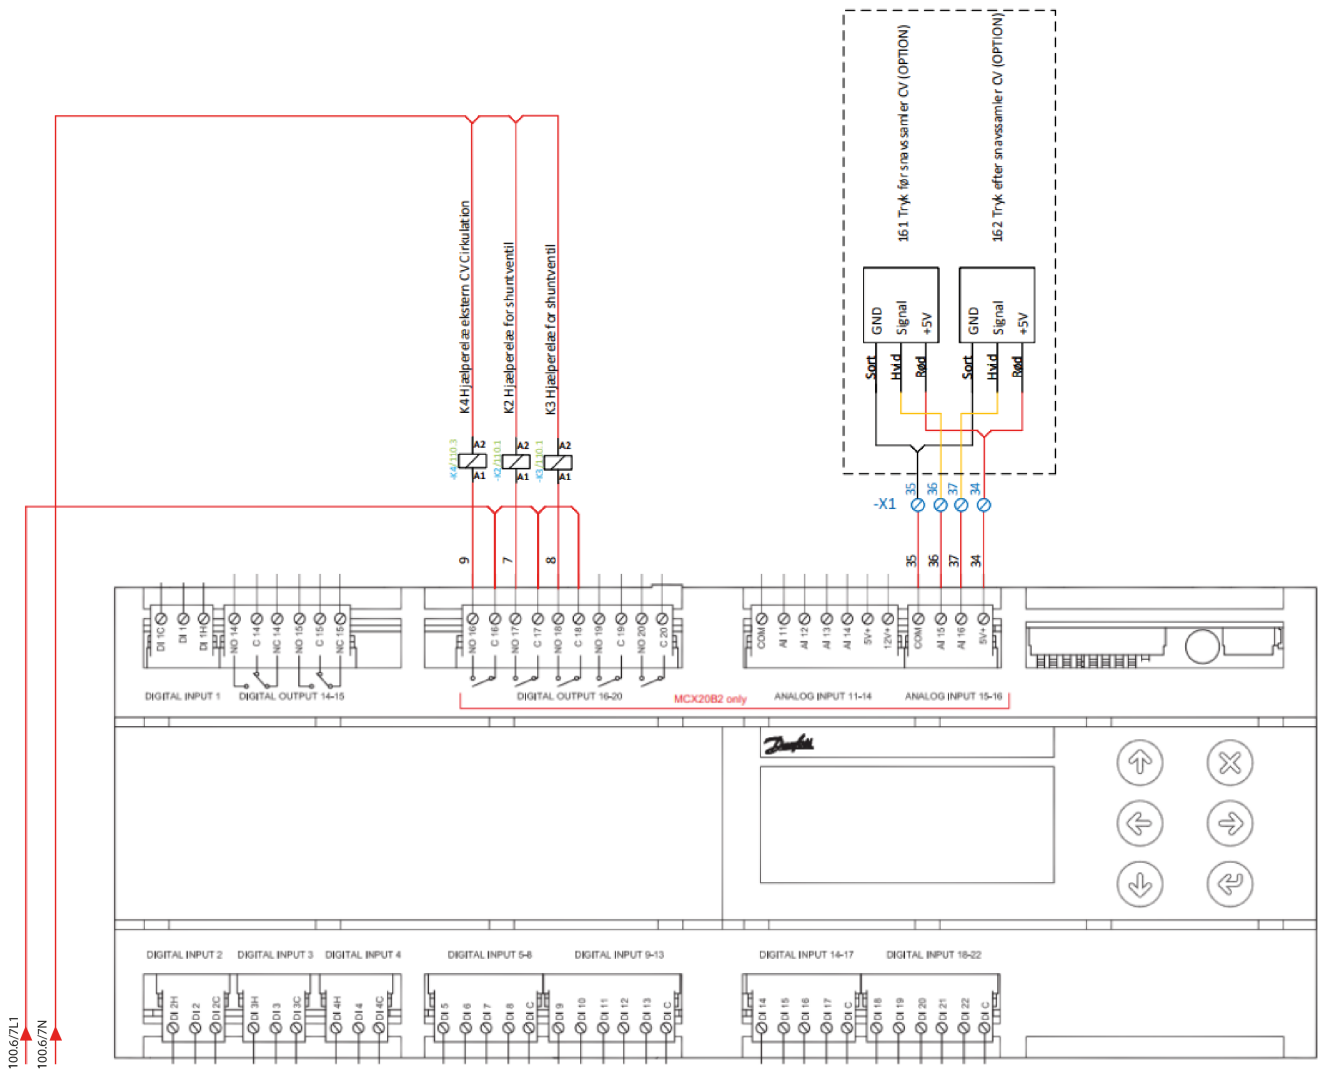 161 Tryk før snavssamler CV (OPTION)
162 Tryk efter snavssamler CV (OPTION)
GND
Signal
+5V
GND
Signal
+5V
Sort
Hvid
Rød
Sort
Hvid
Rød
K4 Hjælperelæ ekstern CV Cirkulation
K2 Hjælperelæ for shuntventil
K3 Hjælperelæ for shuntventil
-K4/110.3
A2
A1
-K2/110.1
A2
A1
-K3/110.1
A2
A1
-X1
35
36
37
34
9
7
8
35
36
37
34
DI 1C
DI 1
DI 1H
NO 14
C 14
NC 14
NO 15
C 15
NC 15
NO 16
C 16
NO 17
C 17
NO 18
C 18
NO 19
C 19
NO 20
C 20
COM
AI 11
AI 12
AI 13
AI 14
5V+
12V+
COM
AI 15
AI 16
5V+
DIGITAL INPUT 1
DIGITAL OUTPUT 14-15
DIGITAL OUTPUT 16-20
MCX20B2 only
ANALOG INPUT 11-14
ANALOG INPUT 15-16
Danfoss
DIGITAL INPUT 2
DIGITAL INPUT 3
DIGITAL INPUT 4
DIGITAL INPUT 5-8
DIGITAL INPUT 9-13
DIGITAL INPUT 14-17
DIGITAL INPUT 18-22
DI 2H
DI 2
DI 2C
DI 3H
DI 3
DI 3C
DI 4H
DI 4
DI 4C
DI 5
DI 6
DI 7
DI 8
DI C
DI 9
DI 10
DI 11
DI 12
DI 13
DI C
DI 14
DI 15
DI 16
DI 17
DI C
DI 18
DI 19
DI 20
DI 21
DI 22
DI C
100.6/7L1
100.6/7N